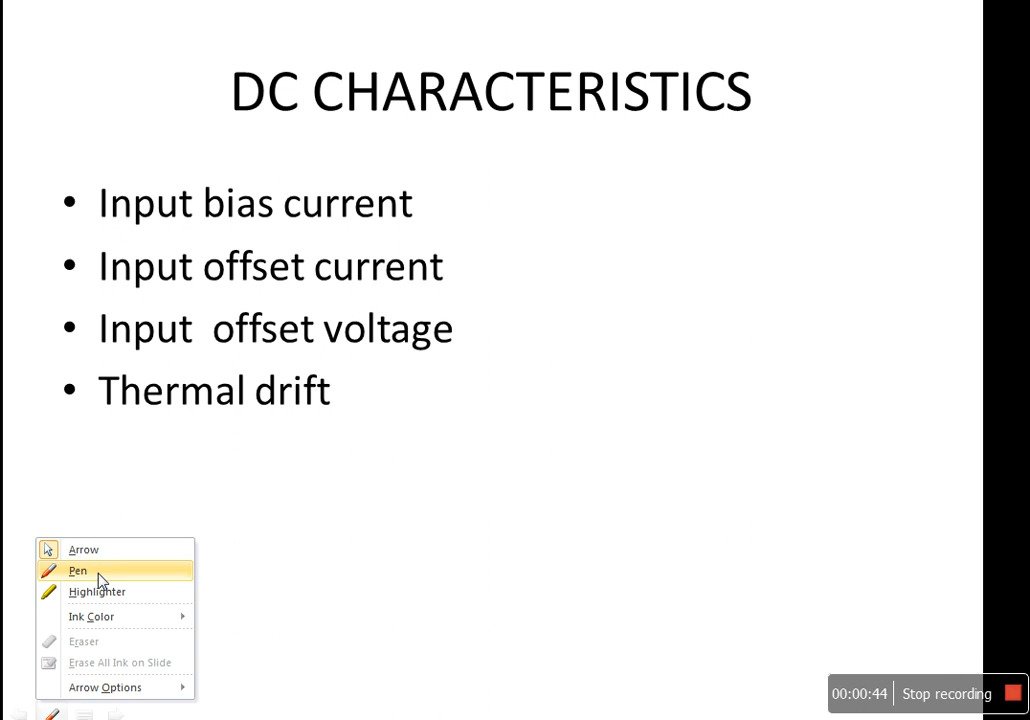 DC CHARACTERISTICS
• Input bias current
• Input offset current
• Input  offset voltage
• Thermal drift
Arrow
Pen
Highlighter
Ink Color
Eraser
Erase All Ink on Slide
Arrow Options
00:00:44 Stop recording